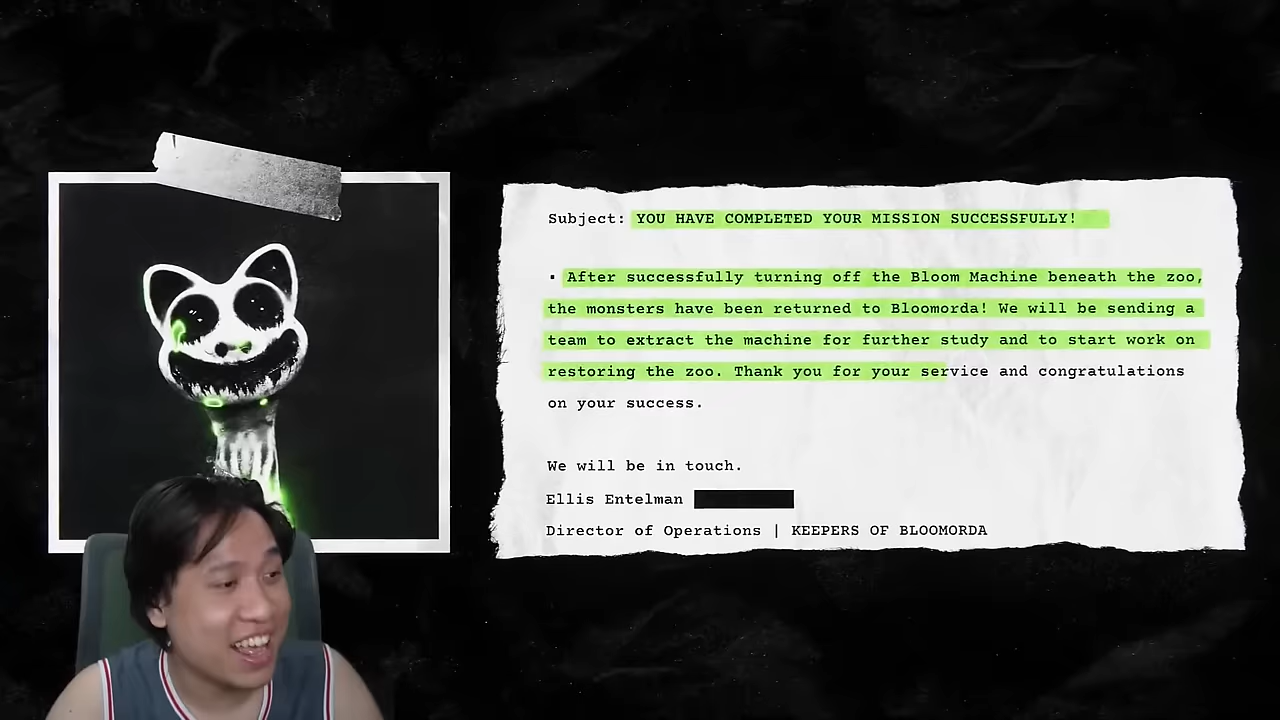 Subject: YOU HAVE COMPLETED YOUR MISSION SUCCESSFULLY!
▪ After successfully turning off the Bloom Machine beneath the zoo,
the monsters have been returned to Bloomorda! We will be sending a
team to extract the machine for further study and to start work on
restoring the zoo. Thank you for your service and congratulations
on your success.
We will be in touch.
Ellis Entelman
Director of Operations | KEEPERS OF BLOOMORDA